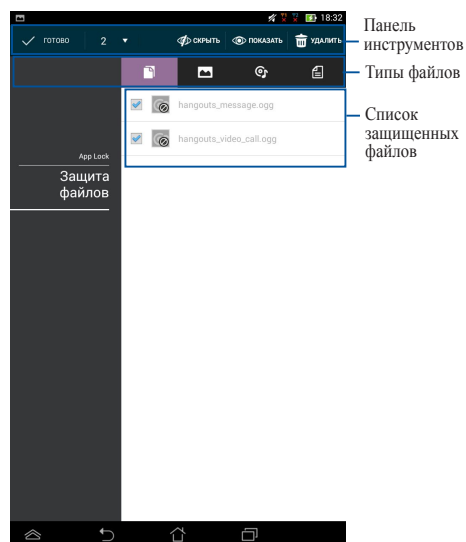 18:32
ГОТОВО 2 СКРЫТЬ ПОКАЗАТЬ УДАЛИТЬ
Панель
инструментов
Типы файлов
hangouts_message.ogg
hangouts_video_call.ogg
Список
защищенных
файлов
App Lock
Защита
файлов